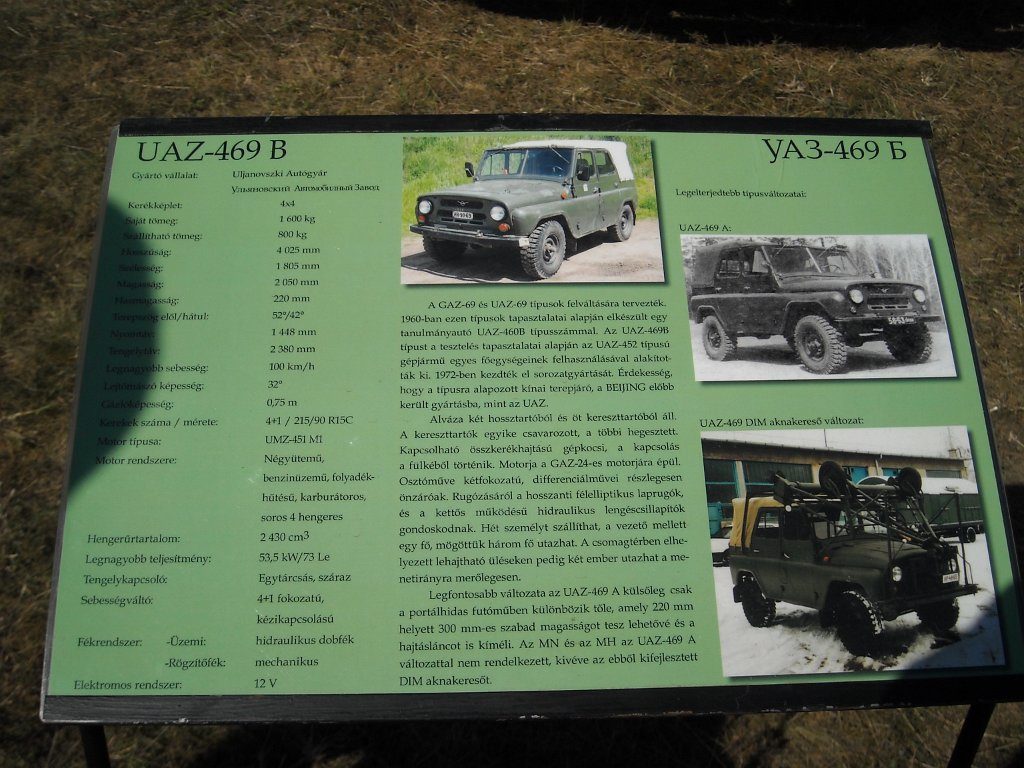 UAZ-469 B
УАЗ-469 Б
Gyártó vállalat: Uljanovszki Autógyár
Ульяновский Автомобильный Завод
Kerékképlet: 4x4
Saját tömeg: 1 600 kg
Szállítható tömeg: 800 kg
Hosszúság: 4 025 mm
Szélesség: 1 805 mm
Magasság: 2 050 mm
Hasmagasság: 220 mm
Terepszög elöl/hátul: 52°/42°
Nyomtáv: 1 448 mm
Tengelytáv: 2 380 mm
Legnagyobb sebesség: 100 km/h
Lejtőmászó képesség: 32°
Gázlóképesség: 0,75 m
Kerekek száma / mérete: 4+1 / 215/90 R15C
Motor típusa: UMZ-451 M1
Motor rendszere: Négyütemű,
benzinüzemű, folyadék-
hűtésű, karburátoros,
soros 4 hengeres
Hengerűrtartalom: 2 430 cm³
Legnagyobb teljesítmény: 53,5 kW/73 Le
Tengelykapcsoló: Egytárcsás, száraz
Sebességváltó: 4+1 fokozatú,
kézikapcsolású
Fékrendszer: -Üzemi: hidraulikus dobfék
-Rögzítőfék: mechanikus
Elektromos rendszer: 12 V
A GAZ-69 és UAZ-69 típusok felváltására tervezték.
1960-ban ezen típusok tapasztalatai alapján elkészült egy
tanulmányautó UAZ-460B típusszámmal. Az UAZ-469B
típust a tesztelés tapasztalatai alapján az UAZ-452 típusú
gépjármű egyes főegységeinek felhasználásával alakítot-
ták ki. 1972-ben kezdték el sorozatgyártását. Érdekesség,
hogy a típusra alapozott kínai terepjáró, a BEIJING előbb
került gyártásba, mint az UAZ.
Alváza két hossztartóból és öt kereszttartóból áll.
A kereszttartók egyike csavarozott, a többi hegesztett.
Kapcsolható összkerékhajtású gépkocsi, a kapcsolás
a fülkéből történik. Motorja a GAZ-24-es motorjára épül.
Osztóműve kétfokozatú, differenciálművei részlegesen
önzáróak. Rugózásáról a hosszanti félelliptikus laprugók,
és a kettős működésű hidraulikus lengéscsillapítók
gondoskodnak. Hét személyt szállíthat, a vezető mellett
egy fő, mögöttük három fő utazhat. A csomagtérben elhe-
lyezett lehajtható üléseken pedig két ember utazhat a me-
netirányra merőlegesen.
Legfontosabb változata az UAZ-469 A külsőleg csak
a portálhidas futóműben különbözik tőle, amely 220 mm
helyett 300 mm-es szabad magasságot tesz lehetővé és a
hajtásláncot is kíméli. Az MN és az MH az UAZ-469 A
változattal nem rendelkezett, kivéve az ebből kifejlesztett
DIM aknakeresőt.
Legelterjedtebb típusváltozatai:
UAZ-469 A:
UAZ-469 DIM aknakereső változat: